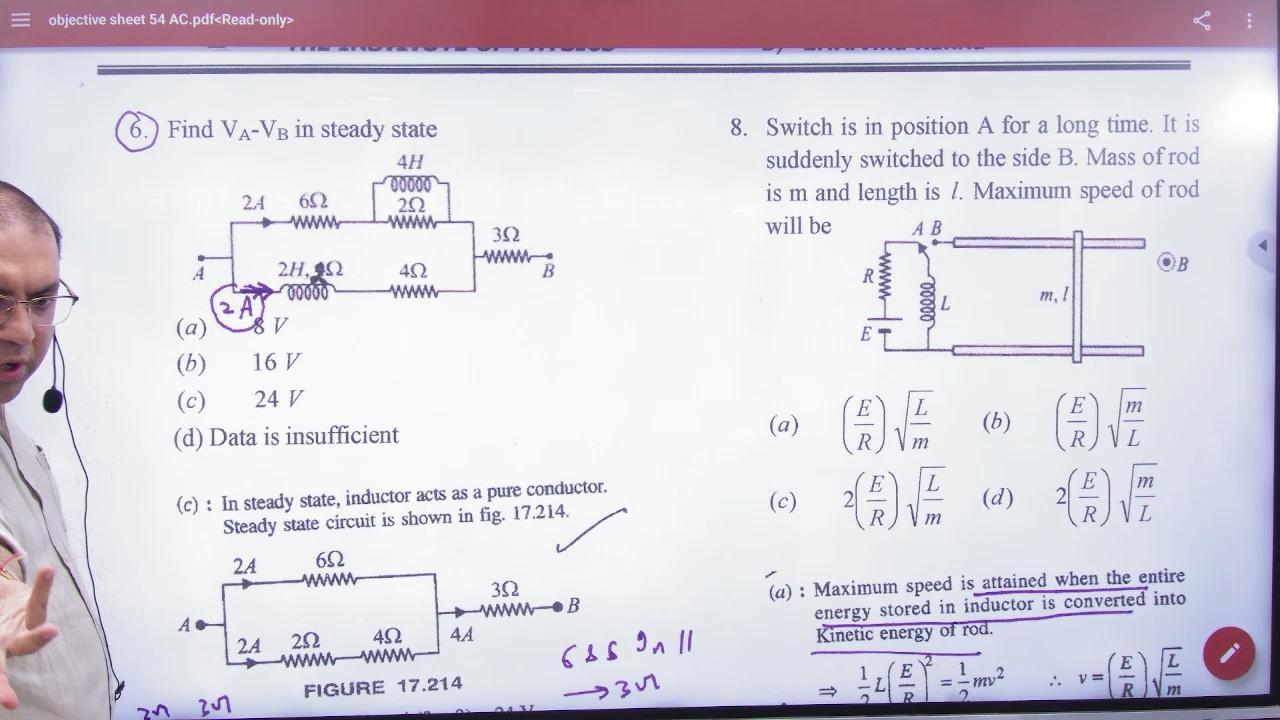 objective sheet 54 AC.pdf<Read-only>
6. Find V_A-V_B in steady state
4H
2A 6Ω 2Ω
3Ω
A 2H, Ω 4Ω B
2A
(a) 8 V
(b) 16 V
(c) 24 V
(d) Data is insufficient
(c) : In steady state, inductor acts as a pure conductor.
Steady state circuit is shown in fig. 17.214.
2A 6Ω
3Ω
A B
2A 2Ω 4Ω 4A
FIGURE 17.214
6 & 6 In ||
→ 3Ω
3Ω 3Ω
8. Switch is in position A for a long time. It is
suddenly switched to the side B. Mass of rod
is m and length is l. Maximum speed of rod
will be
A B
B
R
m, l
L
E
(a) (E/R) √(L/m) (b) (E/R) √(m/L)
(c) 2(E/R) √(L/m) (d) 2(E/R) √(m/L)
(a) : Maximum speed is attained when the entire
energy stored in inductor is converted into
Kinetic energy of rod.
⇒ 1/2 L(E/R)² = 1/2 mv² ∴ v = (E/R) √(L/m)